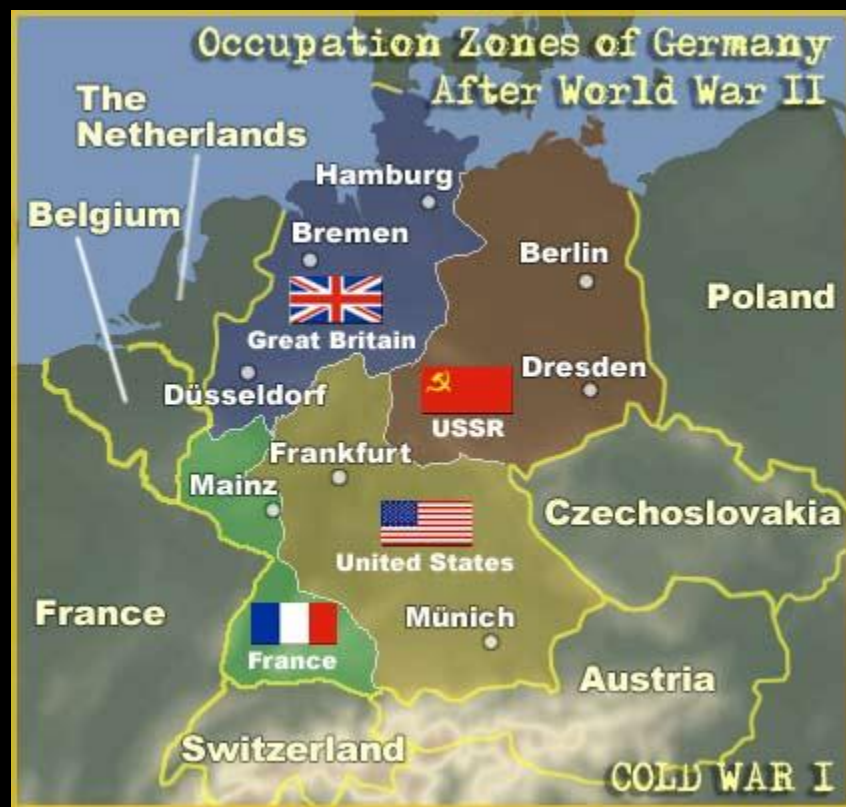 Occupation Zones of Germany
After World War II
The
Netherlands
Belgium
Hamburg
Bremen
Berlin
Poland
Great Britain
Düsseldorf
Dresden
USSR
Frankfurt
Mainz
Czechoslovakia
United States
France
Münich
France
Austria
Switzerland
COLD WAR I